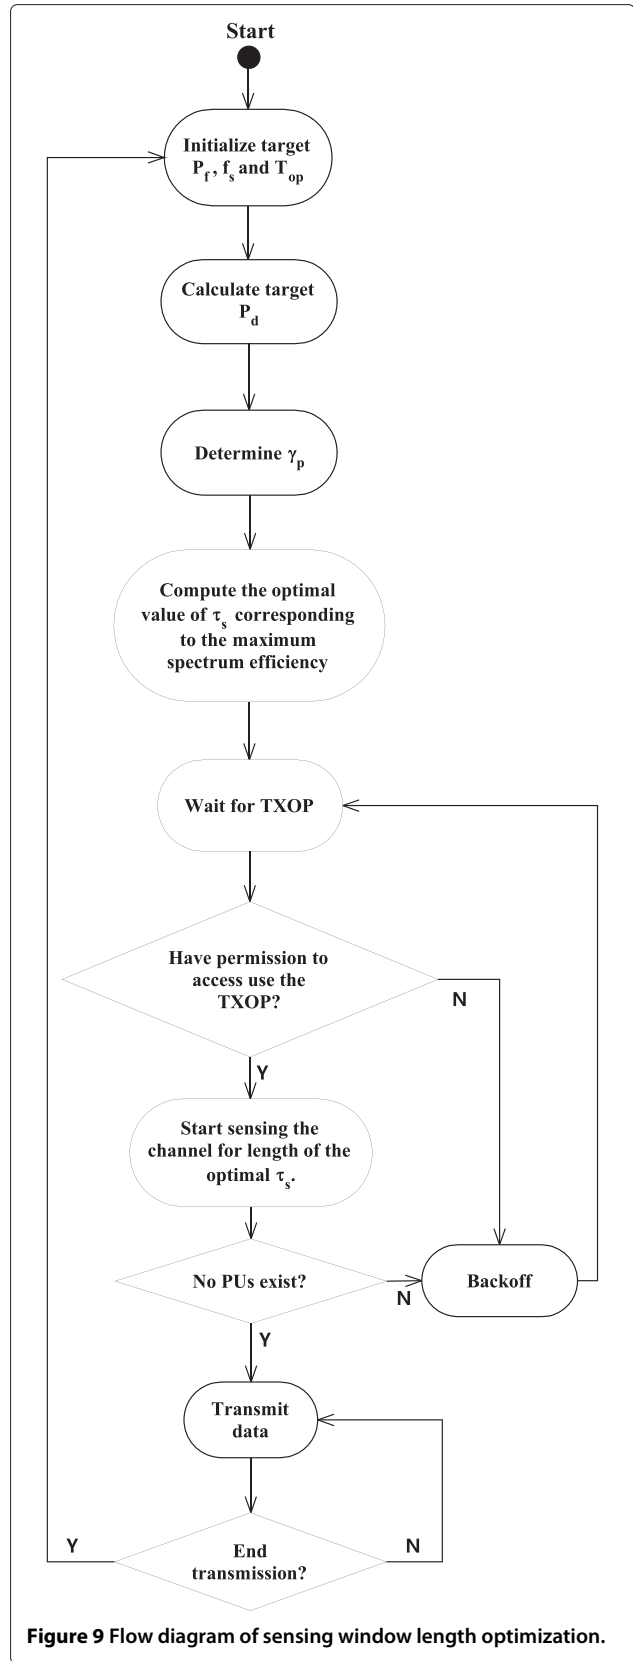 Start
Initialize target
P_f, f_s and T_op
Calculate target
P_d
Determine γ_p
Compute the optimal
value of τ_s corresponding
to the maximum
spectrum efficiency
Wait for TXOP
Have permission to
access use the
TXOP?
N
Y
Start sensing the
channel for length of the
optimal τ_s.
No PUs exist?
N
Backoff
Y
Transmit
data
Y
End
transmission?
N
Figure 9 Flow diagram of sensing window length optimization.